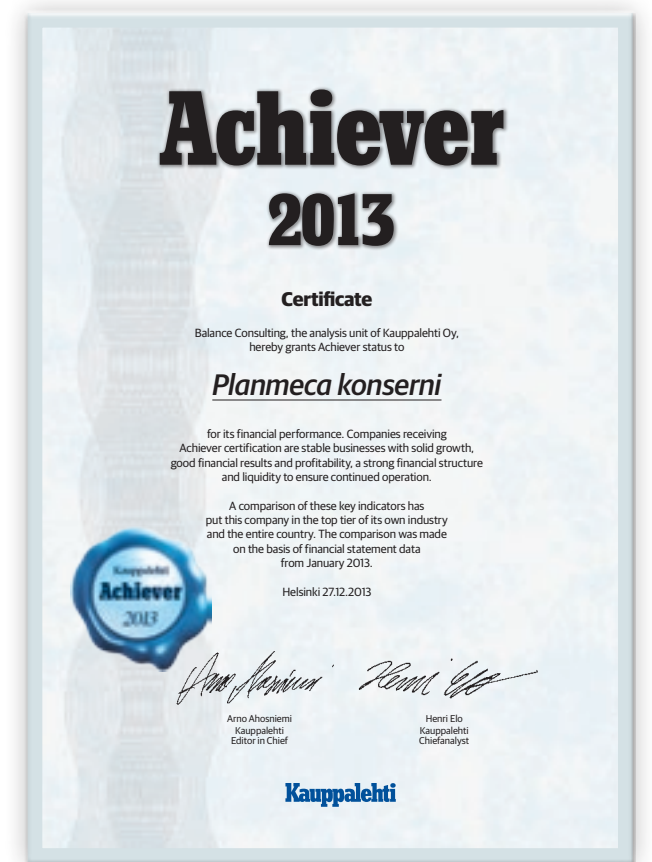 Achiever
2013
Certificate
Balance Consulting, the analysis unit of Kauppalehti Oy,
hereby grants Achiever status to
Planmeca konserni
for its financial performance. Companies receiving
Achiever certification are stable businesses with solid growth,
good financial results and profitability, a strong financial structure
and liquidity to ensure continued operation.
A comparison of these key indicators has
put this company in the top tier of its own industry
and the entire country. The comparison was made
on the basis of financial statement data
from January 2013.
Kauppalehti
Achiever
2013
Helsinki 27.12.2013
Arno Ahosniemi
Kauppalehti
Editor in Chief
Henri Elo
Kauppalehti
Chiefanalyst
Kauppalehti